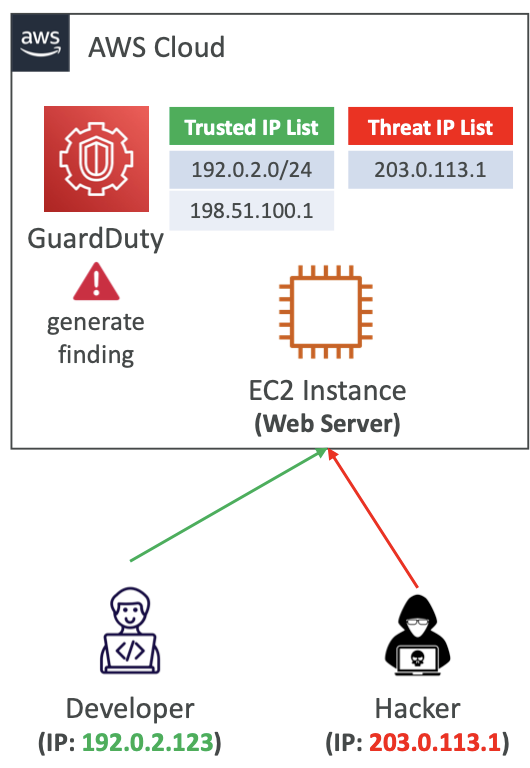 aws
AWS Cloud
Trusted IP List
Threat IP List
192.0.2.0/24
203.0.113.1
198.51.100.1
GuardDuty
generate
finding
EC2 Instance
(Web Server)
Developer
(IP: 192.0.2.123)
Hacker
(IP: 203.0.113.1)